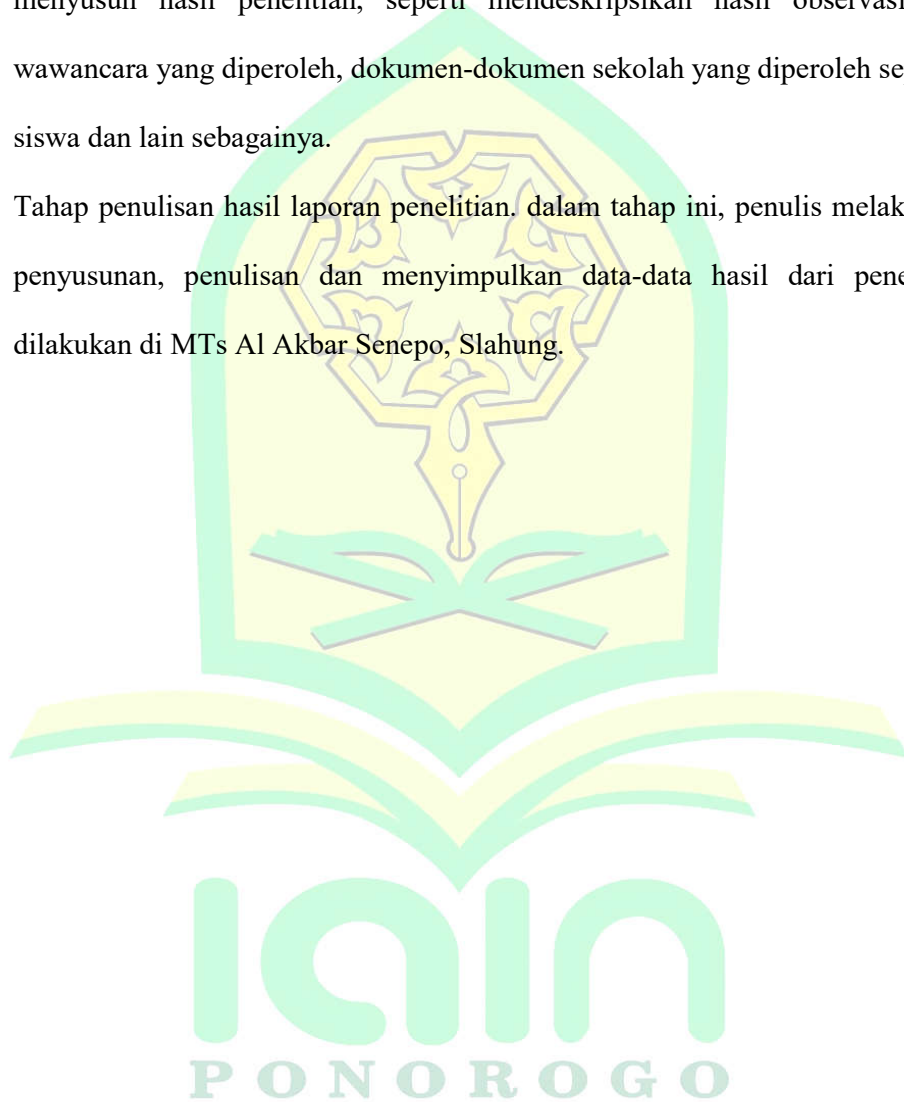 menyusun hasil penelitian, seperti mendeskripsikan hasil observasi
wawancara yang diperoleh, dokumen-dokumen sekolah yang diperoleh se
siswa dan lain sebagainya.
Tahap penulisan hasil laporan penelitian. dalam tahap ini, penulis melak
penyusunan, penulisan dan menyimpulkan data-data hasil dari pene
dilakukan di MTs Al Akbar Senepo, Slahung.
iain
PONOROGO